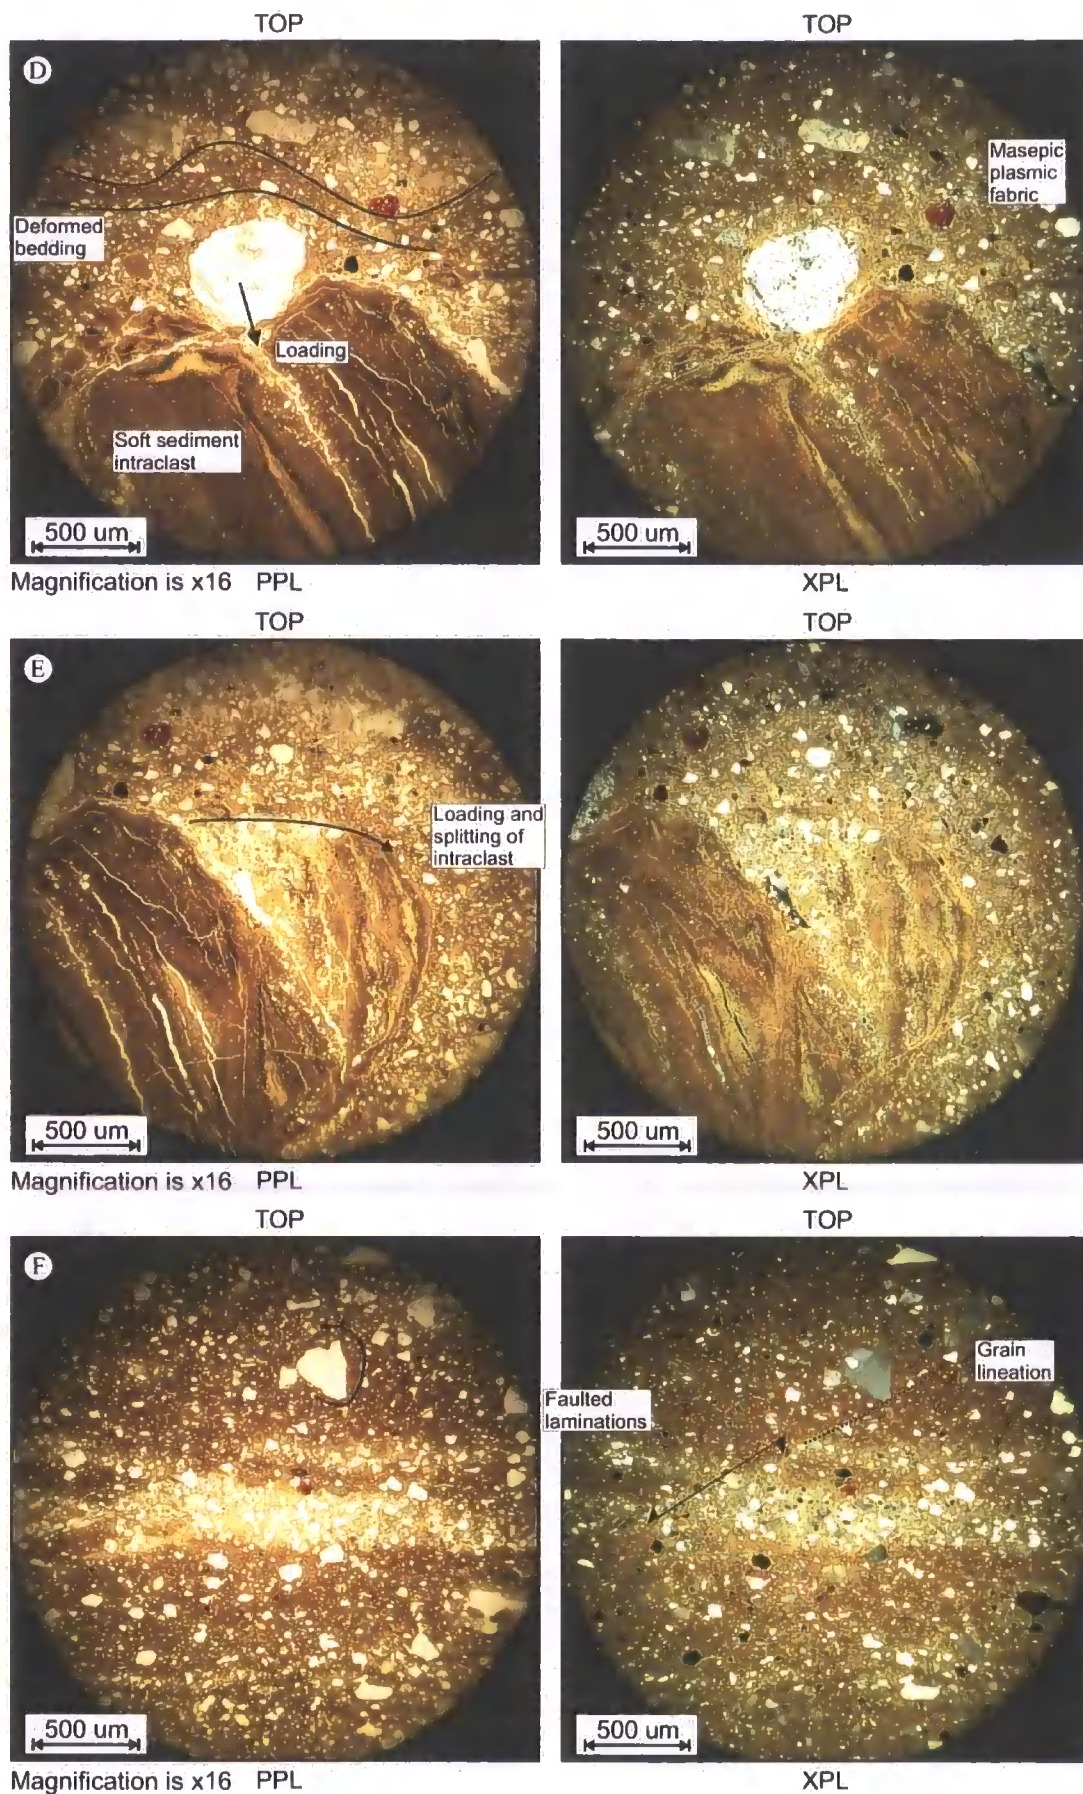 TOP
TOP
D
Deformed
bedding
Loading
Soft sediment
intraclast
500 um
Masepic
plasmic
fabric
500 um
Magnification is x16 PPL
XPL
TOP
TOP
E
Loading and
splitting of
intraclast
500 um
500 um
Magnification is x16 PPL
XPL
TOP
TOP
F
Faulted
laminations
Grain
lineation
500 um
500 um
Magnification is x16 PPL
XPL